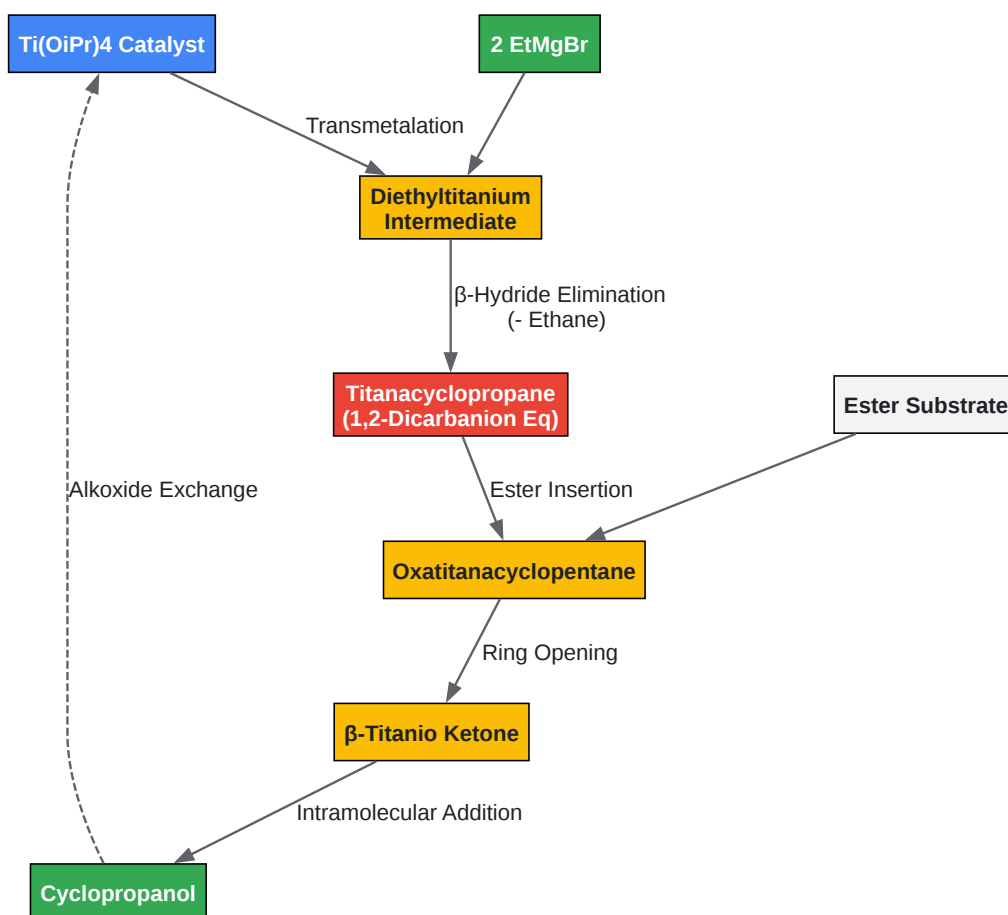 Ti(OiPr)4 Catalyst
2 EtMgBr
Transmetalation
Diethyltitanium
Intermediate
β-Hydride Elimination
(- Ethane)
Titanacyclopropane
(1,2-Dicarbanion Eq)
Ester Substrate
Alkoxide Exchange
Ester Insertion
Oxatitanacyclopentane
Ring Opening
β-Titanio Ketone
Intramolecular Addition
Cyclopropanol